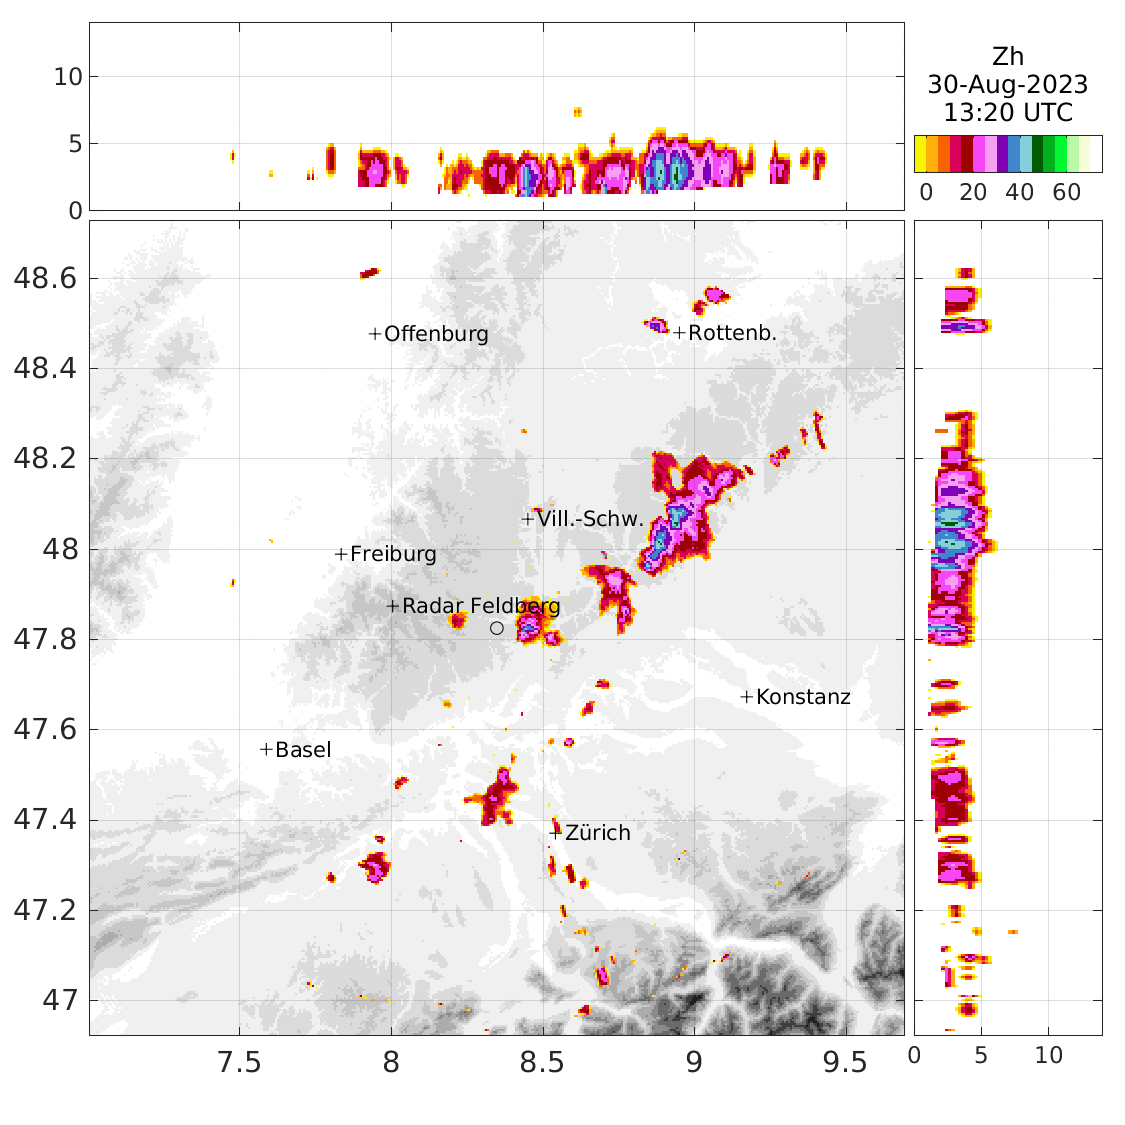 Zh
30-Aug-2023
13:20 UTC
0 20 40 60
10
5
0
48.6
48.4
48.2
48
47.8
47.6
47.4
47.2
47
Offenburg
Rottenb.
Vill.-Schw.
Freiburg
Radar Feldberg
Konstanz
Basel
Zürich
7.5 8 8.5 9 9.5
0 5 10